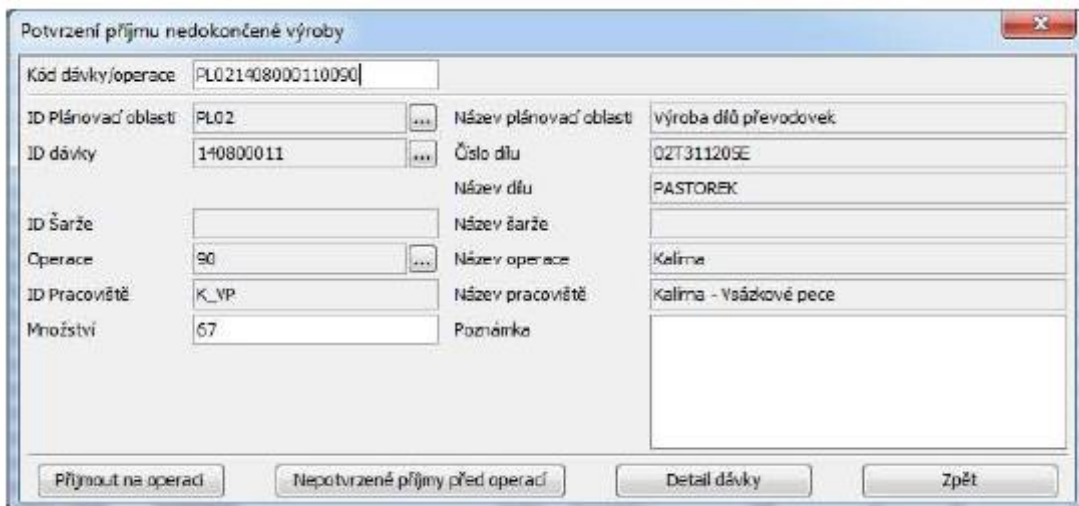 Potvrzení příjmu nedokončené výroby
Kód dávky/operace PL021408000110090
ID Plánovací oblasti PL02 ... Název plánovací oblasti Výroba dílů převodovek
ID dávky 140800011 ... Číslo dílu 02T311205E
Název dílu PASTOREK
ID Šarže Název šarže
Operace 90 ... Název operace Kalírna
ID Pracoviště K_VP Název pracoviště Kalírna - Vsázkové pece
Množství 67 Poznámka
Přijmout na operaci Nepotvrzené příjmy před operací Detail dávky Zpět